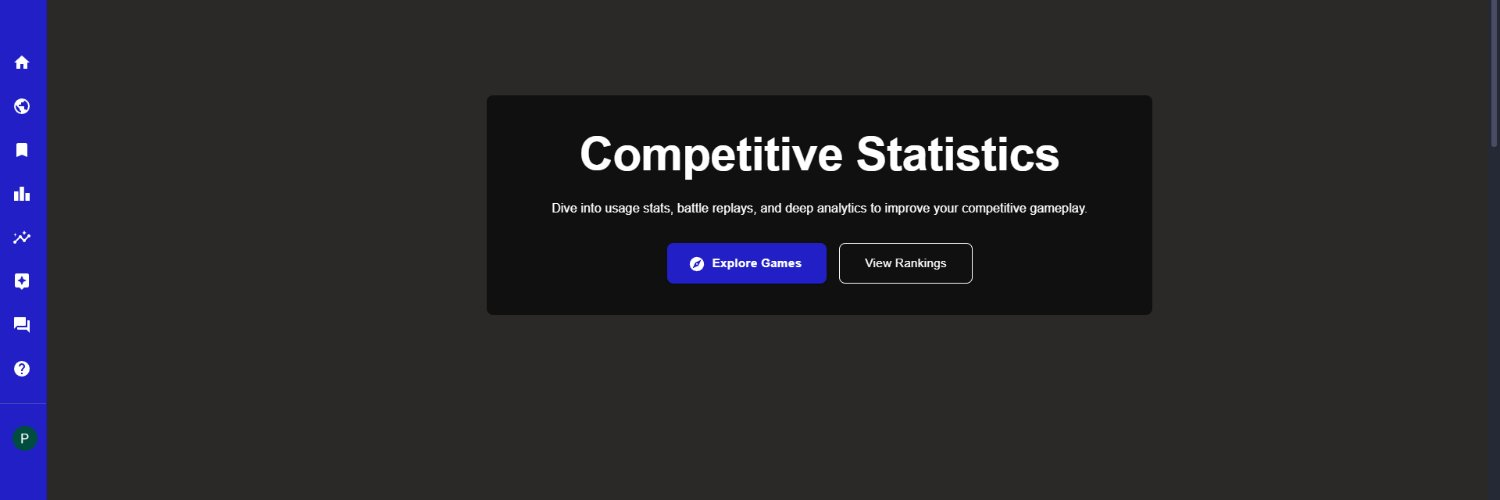 Competitive Statistics
Dive into usage stats, battle replays, and deep analytics to improve your competitive gameplay.
Explore Games
View Rankings
P